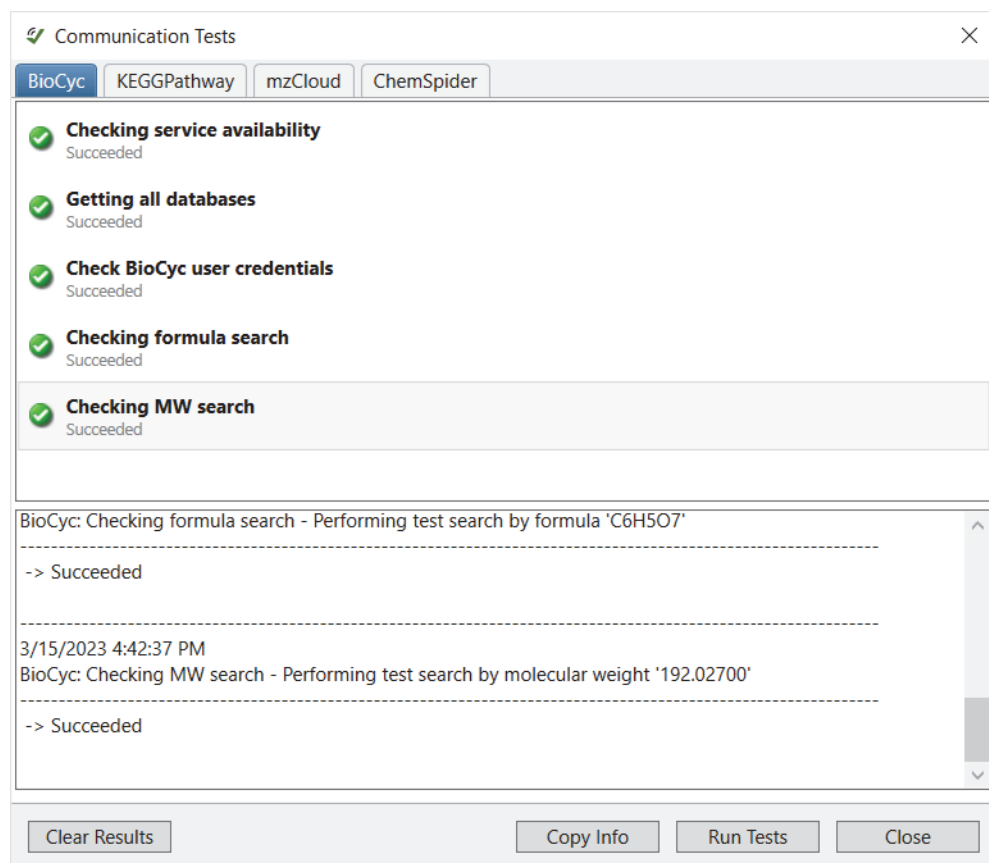 Communication Tests
BioCyc KEGGPathway mzCloud ChemSpider
Checking service availability
Succeeded
Getting all databases
Succeeded
Check BioCyc user credentials
Succeeded
Checking formula search
Succeeded
Checking MW search
Succeeded
BioCyc: Checking formula search - Performing test search by formula 'C6H5O7'
--------------------------------------------------------------------------------------------------------------
-> Succeeded
--------------------------------------------------------------------------------------------------------------
3/15/2023 4:42:37 PM
BioCyc: Checking MW search - Performing test search by molecular weight '192.02700'
--------------------------------------------------------------------------------------------------------------
-> Succeeded
Clear Results Copy Info Run Tests Close